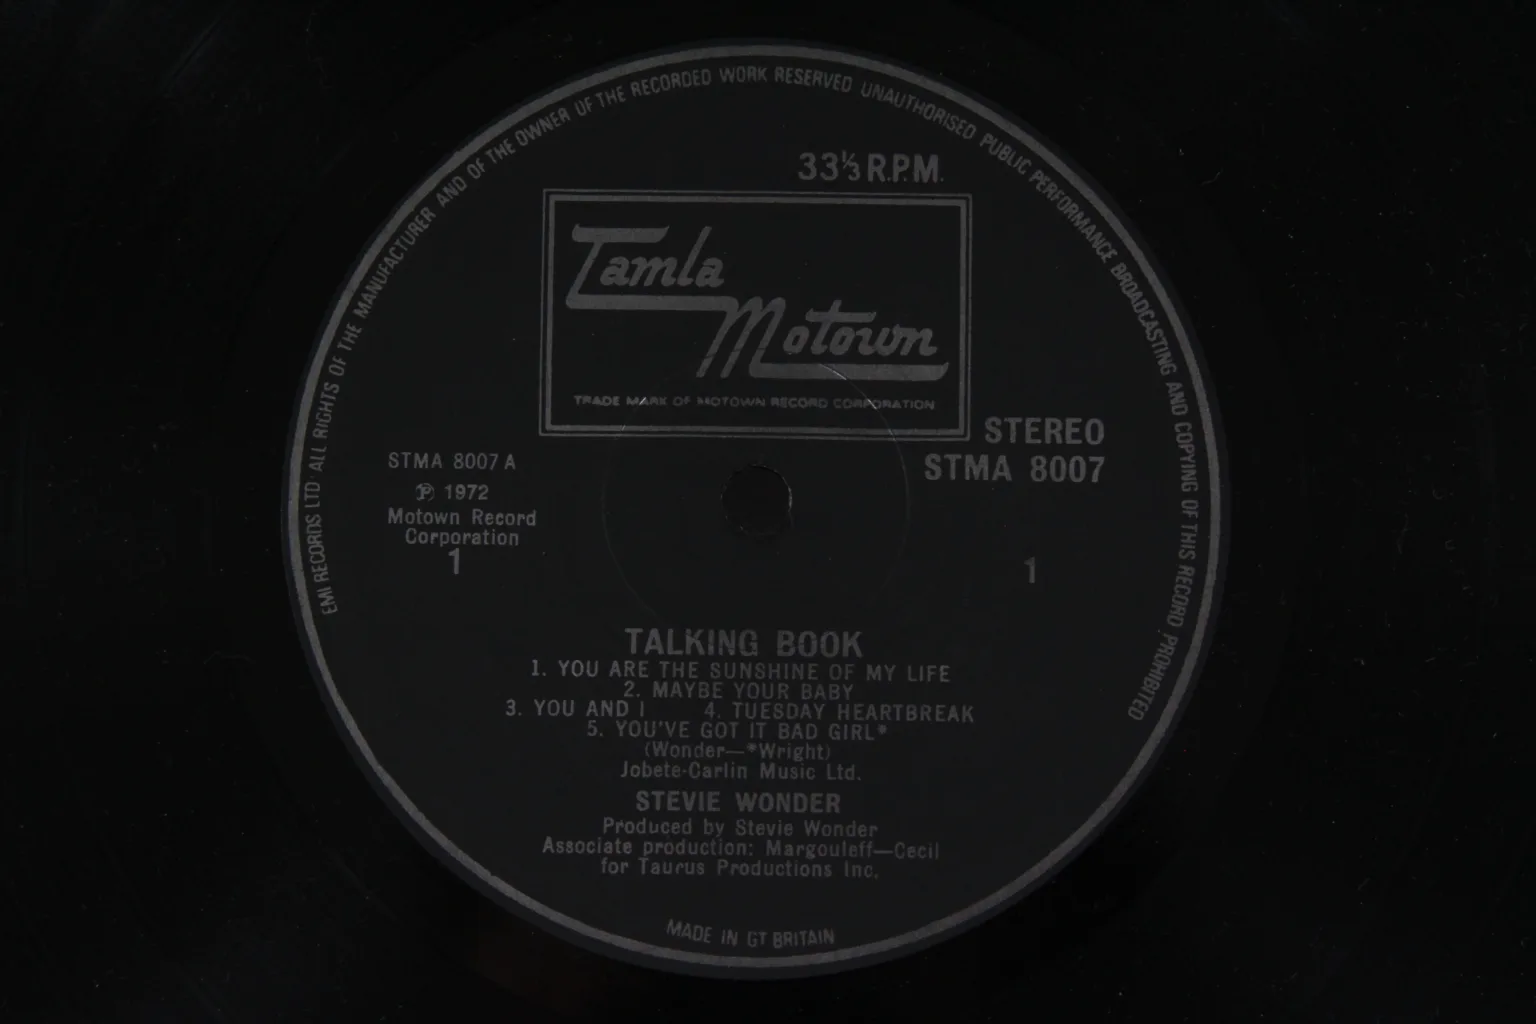 EMI RECORDS LTD ALL RIGHTS OF THE MANUFACTURER AND OF THE OWNER OF THE RECORDED WORK RESERVED UNAUTHORISED PUBLIC PERFORMANCE BROADCASTING AND COPYING OF THIS RECORD PROHIBITED
33⅓ R.P.M.
Tamla
Motown
TRADE MARK OF MOTOWN RECORD CORPORATION
STEREO
STMA 8007
STMA 8007 A
℗ 1972
Motown Record
Corporation
1
1
TALKING BOOK
1. YOU ARE THE SUNSHINE OF MY LIFE
2. MAYBE YOUR BABY
3. YOU AND I 4. TUESDAY HEARTBREAK
5. YOU'VE GOT IT BAD GIRL*
(Wonder—*Wright)
Jobete-Carlin Music Ltd.
STEVIE WONDER
Produced by Stevie Wonder
Associate production: Margouleff—Cecil
for Taurus Productions Inc.
MADE IN GT BRITAIN